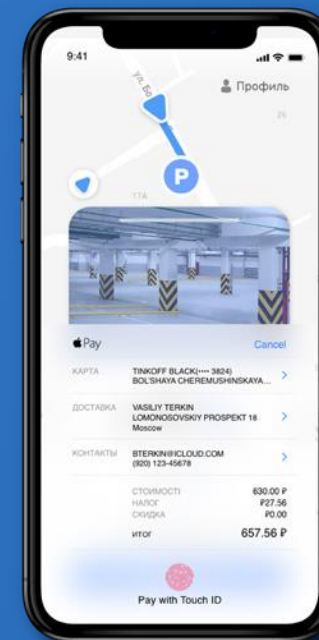 9:41
ул. Бо
Профиль
26
P
17А
Pay
Cancel
КАРТА
TINKOFF BLACK(•••• 3824)
BOL'SHAYA CHEREMUSHINSKAYA...
ДОСТАВКА
VASILIY TERKIN
LOMONOSOVSKIY PROSPEKT 18
Moscow
КОНТАКТЫ
BTERKIN@ICLOUD.COM
(920) 123-45678
СТОИМОСТЬ 630.00 ₽
НАЛОГ ₽27.56
СКИДКА ₽0.00
ИТОГ 657.56 ₽
Pay with Touch ID